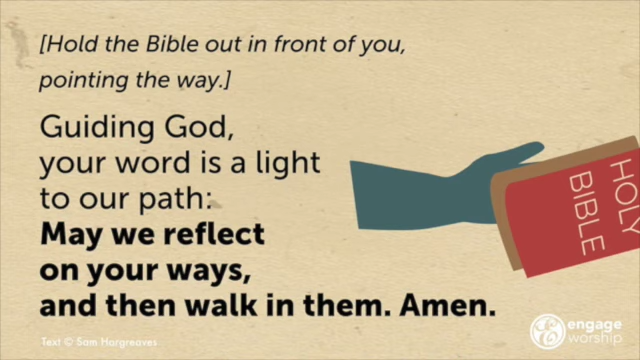 [Hold the Bible out in front of you,
pointing the way.]
Guiding God,
your word is a light
to our path:
May we reflect
on your ways,
and then walk in them. Amen.
HOLY
BIBLE
Text © Sam Hargreaves
engage
worship